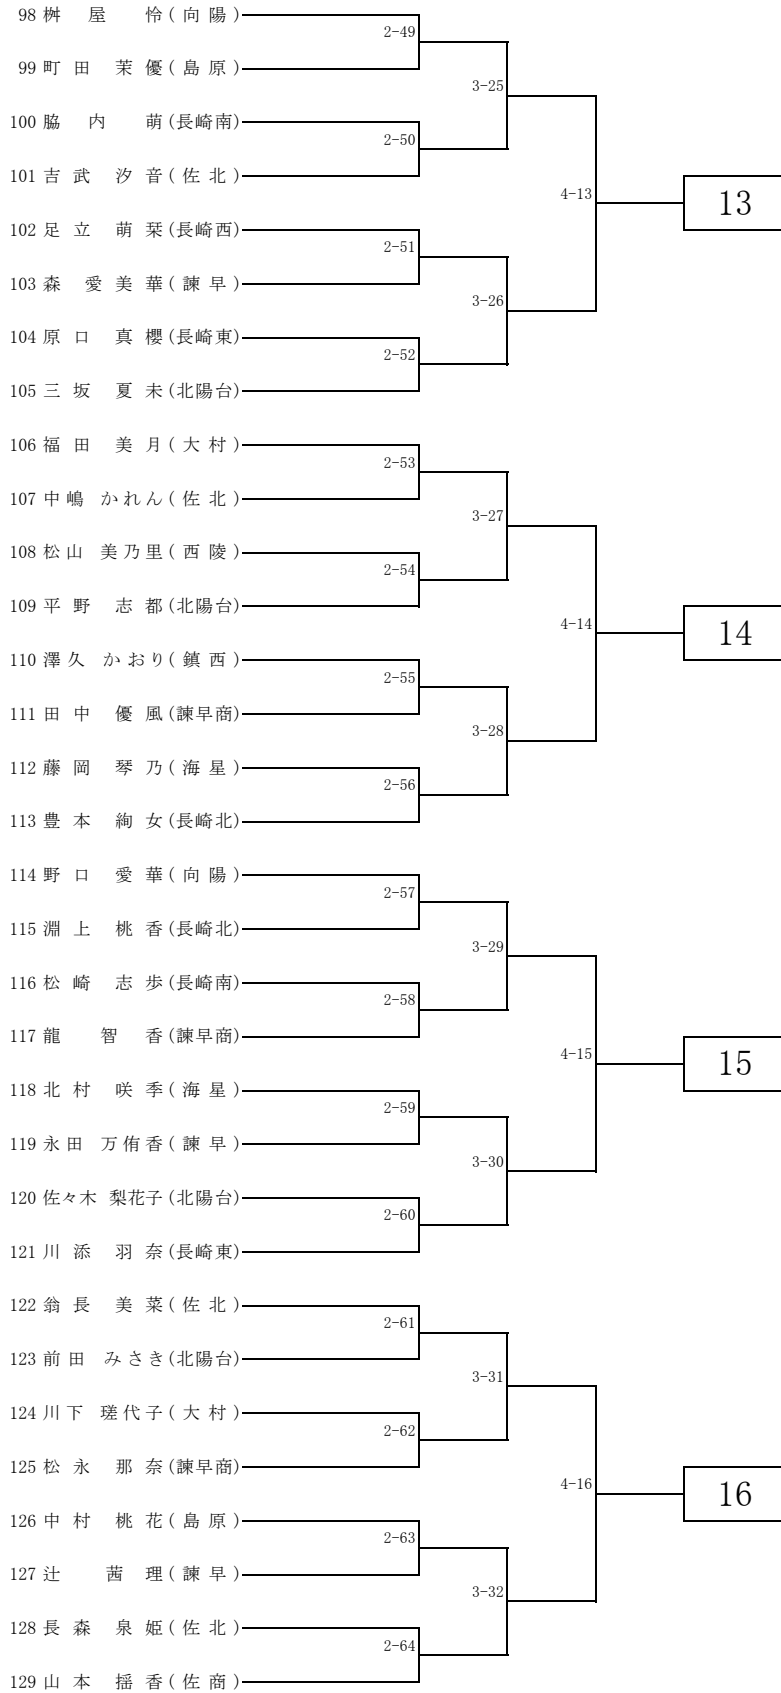 98 桝屋 怜(向陽)
2-49
99 町田 茉優(島原)
3-25
100 脇内 萌(長崎南)
2-50
101 吉武 汐音(佐北)
4-13
13
102 足立 萌栞(長崎西)
2-51
103 森 愛美華(諫早)
3-26
104 原口 真櫻(長崎東)
2-52
105 三坂 夏未(北陽台)
106 福田 美月(大村)
2-53
107 中嶋 かれん(佐北)
3-27
108 松山 美乃里(西陵)
2-54
109 平野 志都(北陽台)
4-14
14
110 澤久 かおり(鎮西)
2-55
111 田中 優風(諫早商)
3-28
112 藤岡 琴乃(海星)
2-56
113 豊本 絢女(長崎北)
114 野口 愛華(向陽)
2-57
115 淵上 桃香(長崎北)
3-29
116 松崎 志歩(長崎南)
2-58
117 龍 智香(諫早商)
4-15
15
118 北村 咲季(海星)
2-59
119 永田 万侑香(諫早)
3-30
120 佐々木 梨花子(北陽台)
2-60
121 川添 羽奈(長崎東)
122 翁長 美菜(佐北)
2-61
123 前田 みさき(北陽台)
3-31
124 川下 瑳代子(大村)
2-62
125 松永 那奈(諫早商)
4-16
16
126 中村 桃花(島原)
2-63
127 辻 茜理(諫早)
3-32
128 長森 泉姫(佐北)
2-64
129 山本 揺香(佐商)